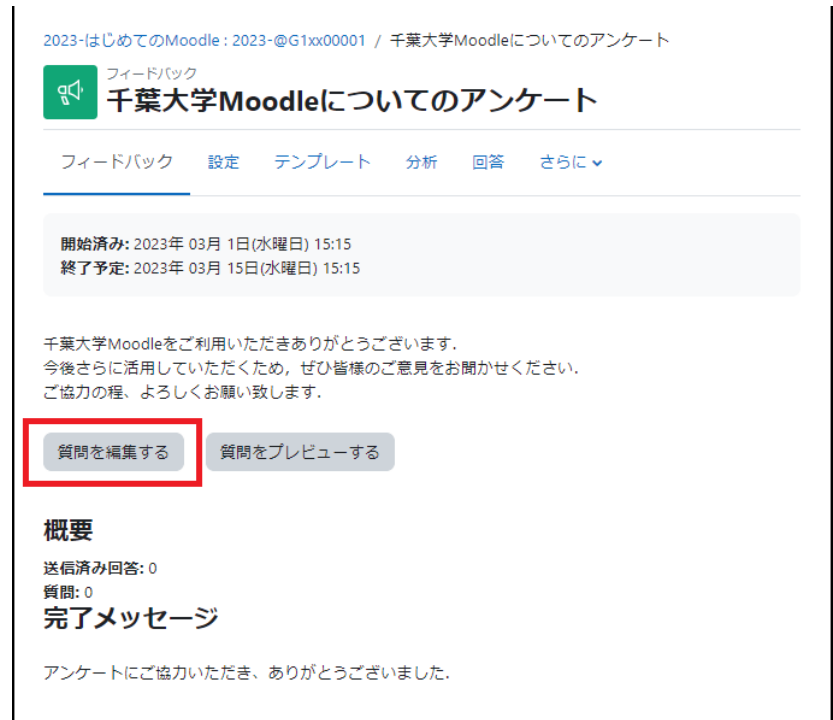 2023-はじめてのMoodle : 2023-@G1xx00001 / 千葉大学Moodleについてのアンケート
フィードバック
千葉大学Moodleについてのアンケート
フィードバック 設定 テンプレート 分析 回答 さらに
開始済み: 2023年 03月 1日(水曜日) 15:15
終了予定: 2023年 03月 15日(水曜日) 15:15
千葉大学Moodleをご利用いただきありがとうございます.
今後さらに活用していただくため，ぜひ皆様のご意見をお聞かせください.
ご協力の程、よろしくお願い致します.
質問を編集する 質問をプレビューする
概要
送信済み回答: 0
質問: 0
完了メッセージ
アンケートにご協力いただき、ありがとうございました.